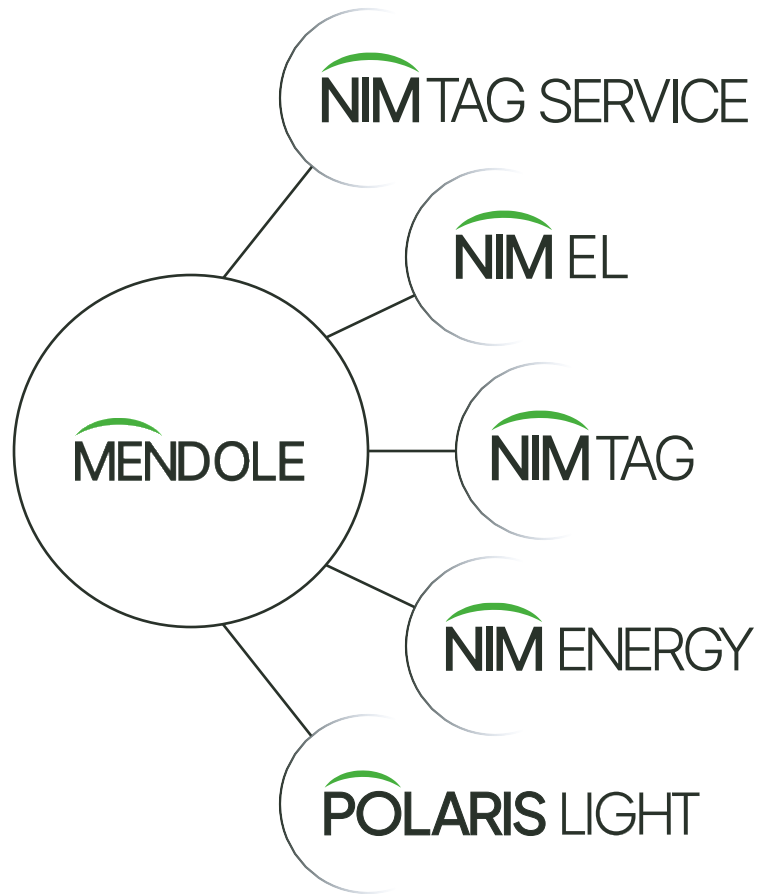 NIM TAG SERVICE
NIM EL
MENDOLE
NIM TAG
NIM ENERGY
POLARIS LIGHT